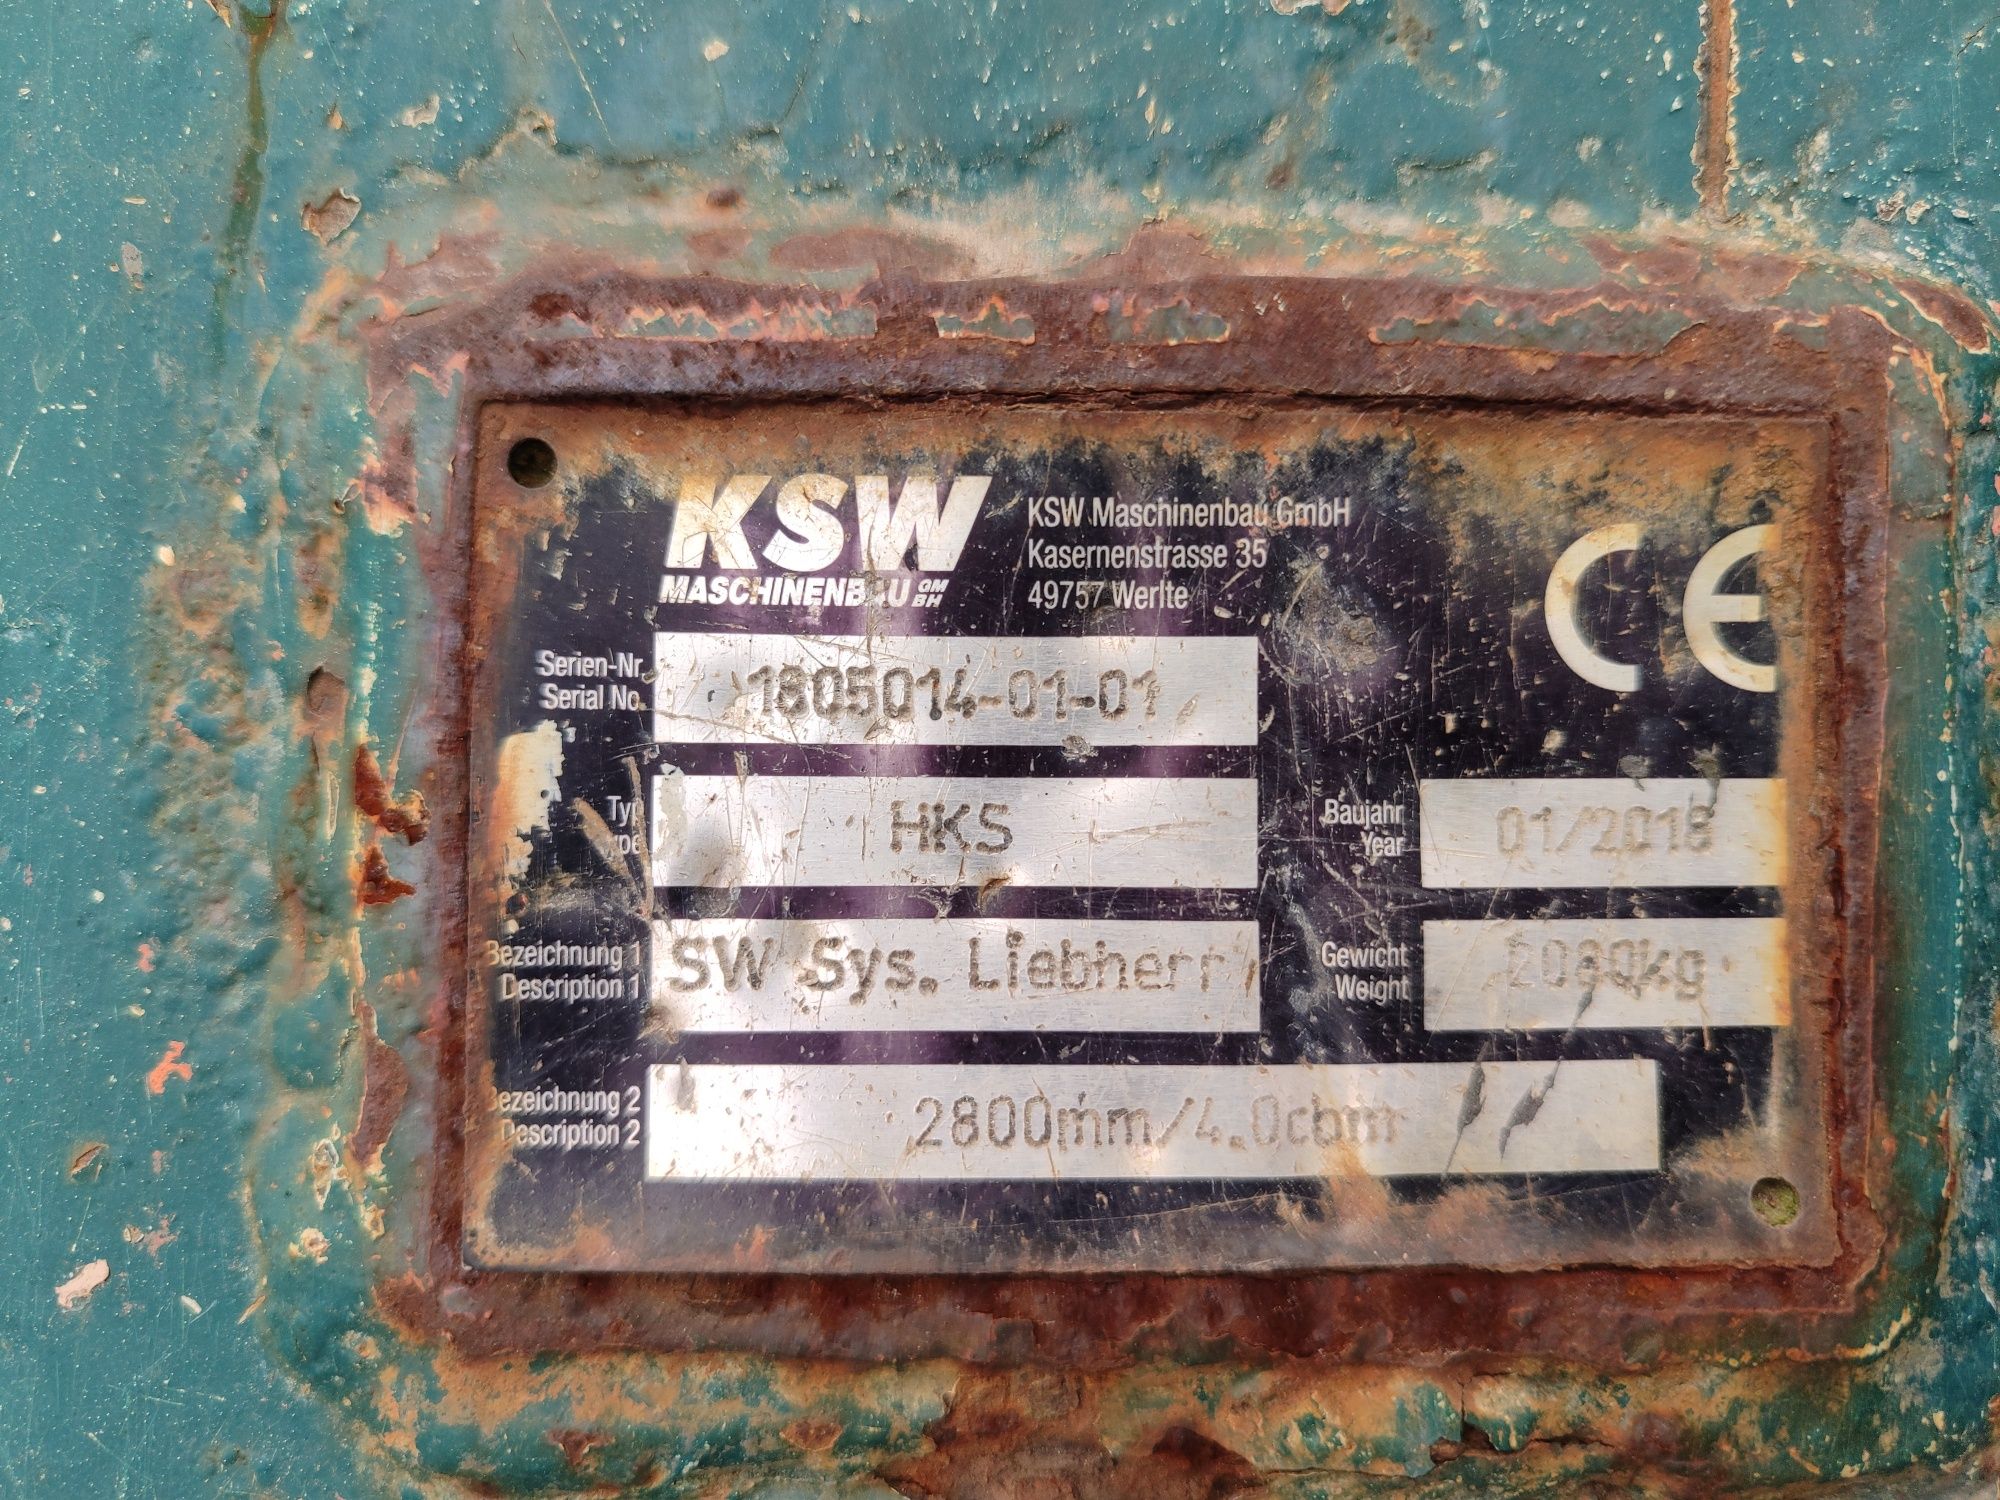 KSW
MASCHINENBAU GMBH
KSW Maschinenbau GmbH
Kasernenstrasse 35
49757 Werlte
CE
Serien-Nr.
Serial No.
1805014-01-01
HKS
Baujahr
Year
01/2018
Bezeichnung 1
Description 1
SW Sys. Liebherr
Gewicht
Weight
Bezeichnung 2
Description 2
2800mm/4.0cbm